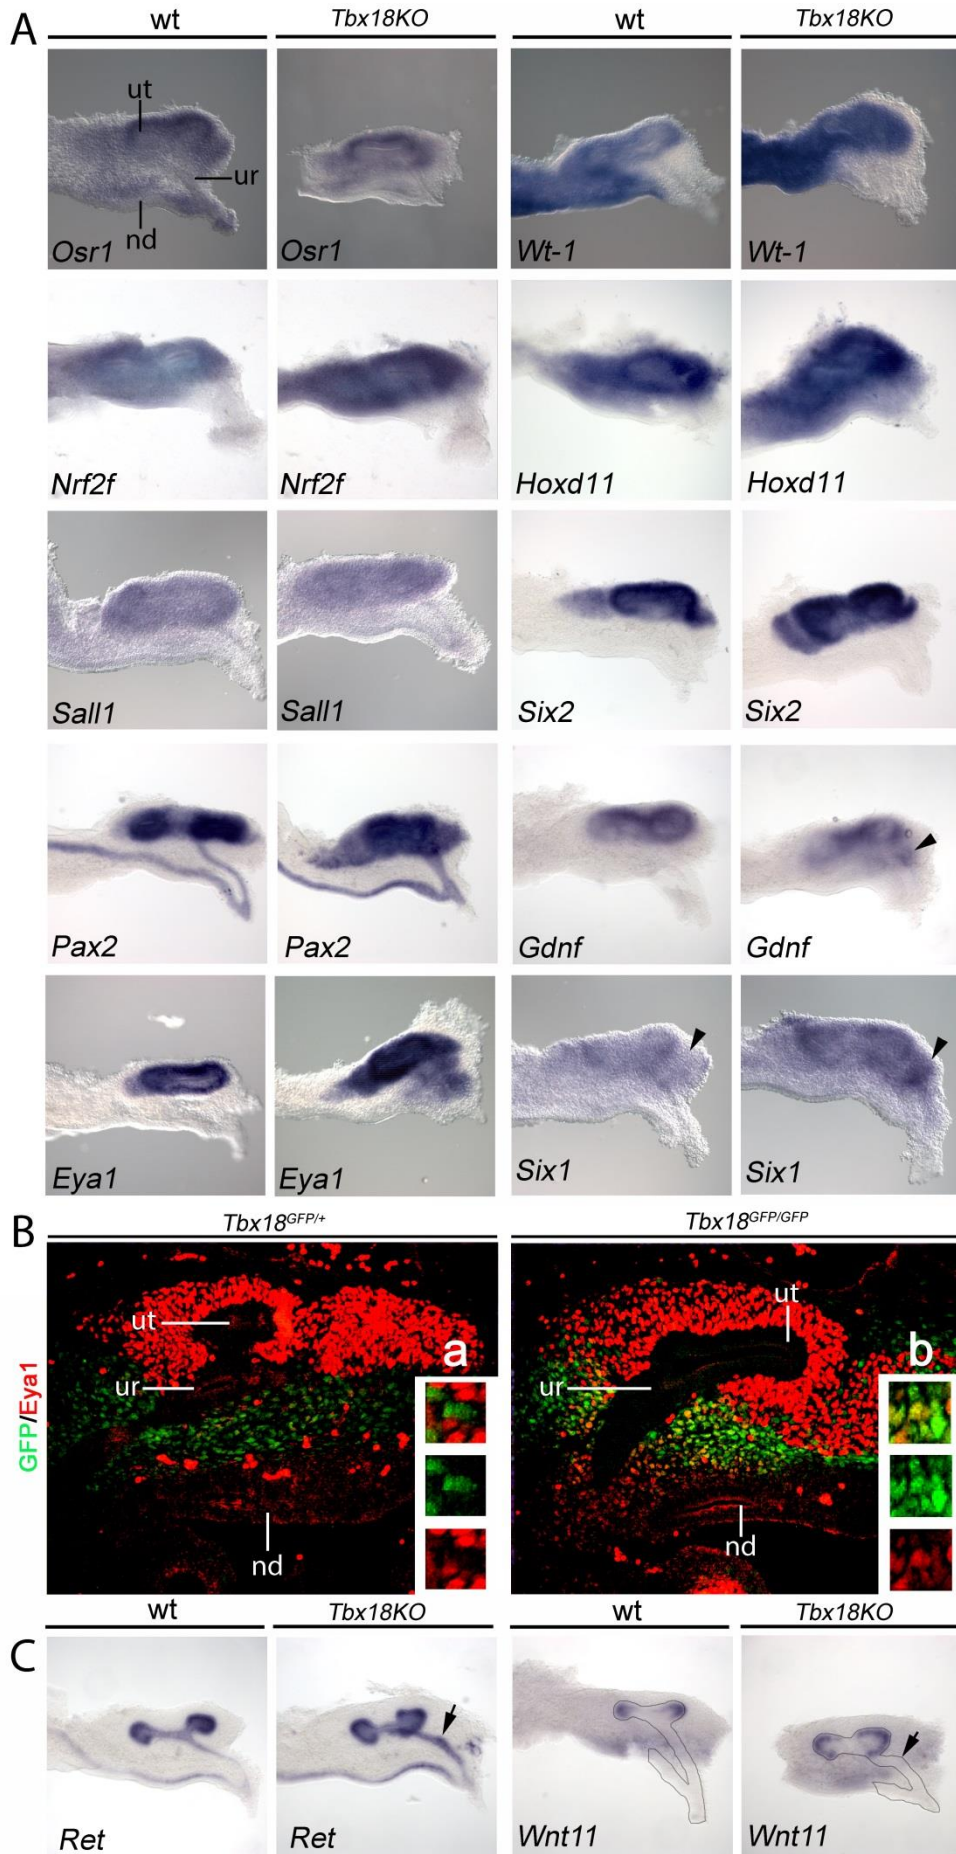 A
wt Tbx18KO wt Tbx18KO
ut
ur
nd
Osr1 Osr1 Wt-1 Wt-1
Nrf2f Nrf2f Hoxd11 Hoxd11
Sall1 Sall1 Six2 Six2
Pax2 Pax2 Gdnf Gdnf
Eya1 Eya1 Six1 Six1
B
Tbx18GFP/+ Tbx18GFP/GFP
GFP/Eya1
ut
ur
nd
a
ut
ur
nd
b
C
wt Tbx18KO wt Tbx18KO
Ret Ret Wnt11 Wnt11